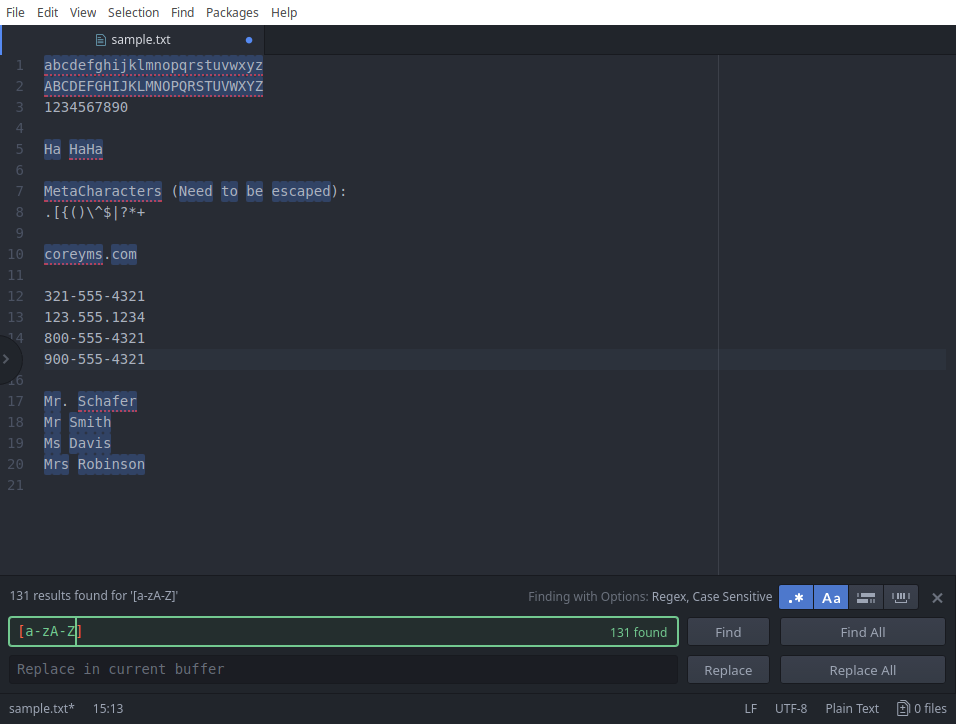 File Edit View Selection Find Packages Help
sample.txt
1 abcdefghijklmnopqrstuvwxyz
2 ABCDEFGHIJKLMNOPQRSTUVWXYZ
3 1234567890
4
5 Ha HaHa
6
7 MetaCharacters (Need to be escaped):
8 .[{()\^$|?*+
9
10 coreyms.com
11
12 321-555-4321
13 123.555.1234
14 800-555-4321
900-555-4321
16
17 Mr. Schafer
18 Mr Smith
19 Ms Davis
20 Mrs Robinson
21
131 results found for '[a-zA-Z]' Finding with Options: Regex, Case Sensitive .* Aa
[a-zA-Z] 131 found Find Find All
Replace in current buffer Replace Replace All
sample.txt* 15:13 LF UTF-8 Plain Text 0 files